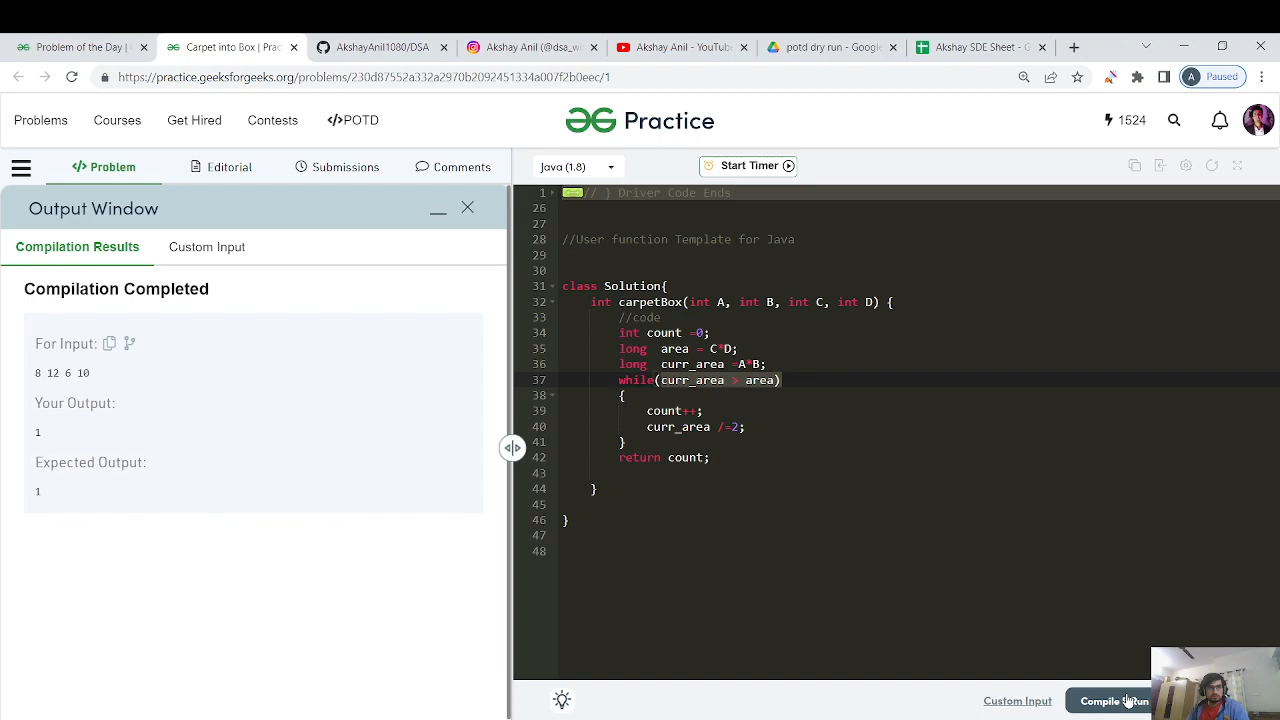 Problem of the Day |
Carpet into Box | Prac
AkshayAnil1080/DSA
Akshay Anil (@dsa_wi
Akshay Anil - YouTube
potd dry run - Google
Akshay SDE Sheet - G
https://practice.geeksforgeeks.org/problems/230d87552a332a2970b2092451334a007f2b0eec/1
A Paused
Problems Courses Get Hired Contests </>POTD
Practice
1524
</> Problem Editorial Submissions Comments
Java (1.8) Start Timer
Output Window
Compilation Results Custom Input
Compilation Completed
For Input:
8 12 6 10
Your Output:
1
Expected Output:
1
1 // } Driver Code Ends
26
27
28 //User function Template for Java
29
30
31 class Solution{
32 int carpetBox(int A, int B, int C, int D) {
33 //code
34 int count =0;
35 long area = C*D;
36 long curr_area =A*B;
37 while(curr_area > area)
38 {
39 count++;
40 curr_area /=2;
41 }
42 return count;
43
44 }
45
46 }
47
48
Custom Input
Compile